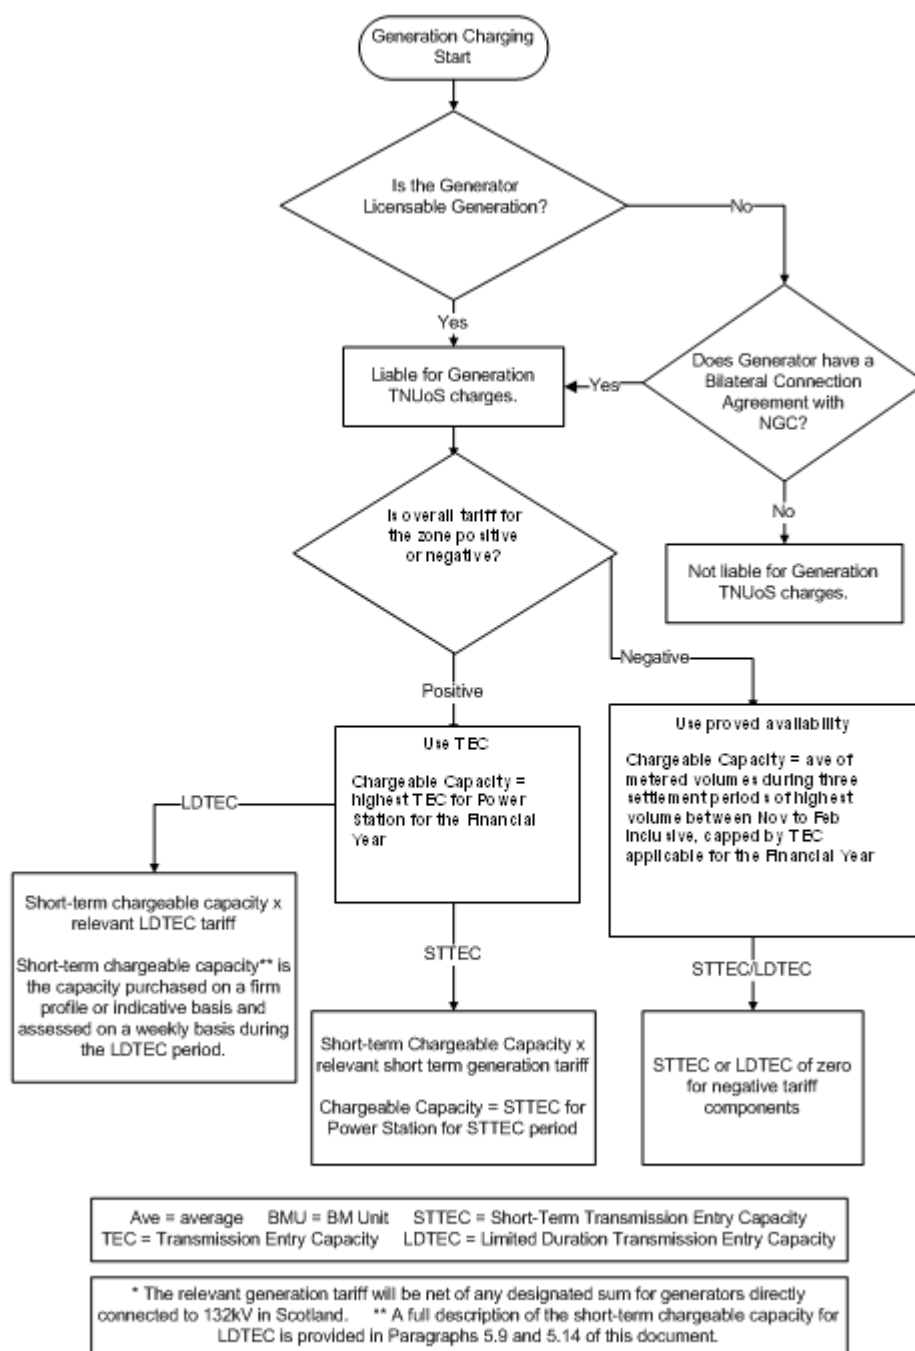 Generation Charging
Start
Is the Generator
Licensable Generation?
No
Yes
Does Generator have a
Bilateral Connection
Agreement with
NGC?
Liable for Generation
TNUoS charges.
Yes
No
Is overall tariff for
the zone positive
or negative?
Not liable for Generation
TNUoS charges.
Negative
Positive
Use TEC
Chargeable Capacity =
highest TEC for Power
Station for the Financial
Year
Use proved availability
Chargeable Capacity = ave of
metered volumes during three
settlement periods of highest
volume between Nov to Feb
inclusive, capped by TEC
applicable for the Financial Year
LDTEC
Short-term chargeable capacity x
relevant LDTEC tariff
Short-term chargeable capacity** is
the capacity purchased on a firm
profile or indicative basis and
assessed on a weekly basis during
the LDTEC period.
STTEC
STTEC/LDTEC
Short-term Chargeable Capacity x
relevant short term generation tariff
Chargeable Capacity = STTEC for
Power Station for STTEC period
STTEC or LDTEC of zero
for negative tariff
components
Ave = average BMU = BM Unit STTEC = Short-Term Transmission Entry Capacity
TEC = Transmission Entry Capacity LDTEC = Limited Duration Transmission Entry Capacity
* The relevant generation tariff will be net of any designated sum for generators directly
connected to 132kV in Scotland. ** A full description of the short-term chargeable capacity for
LDTEC is provided in Paragraphs 5.9 and 5.14 of this document.